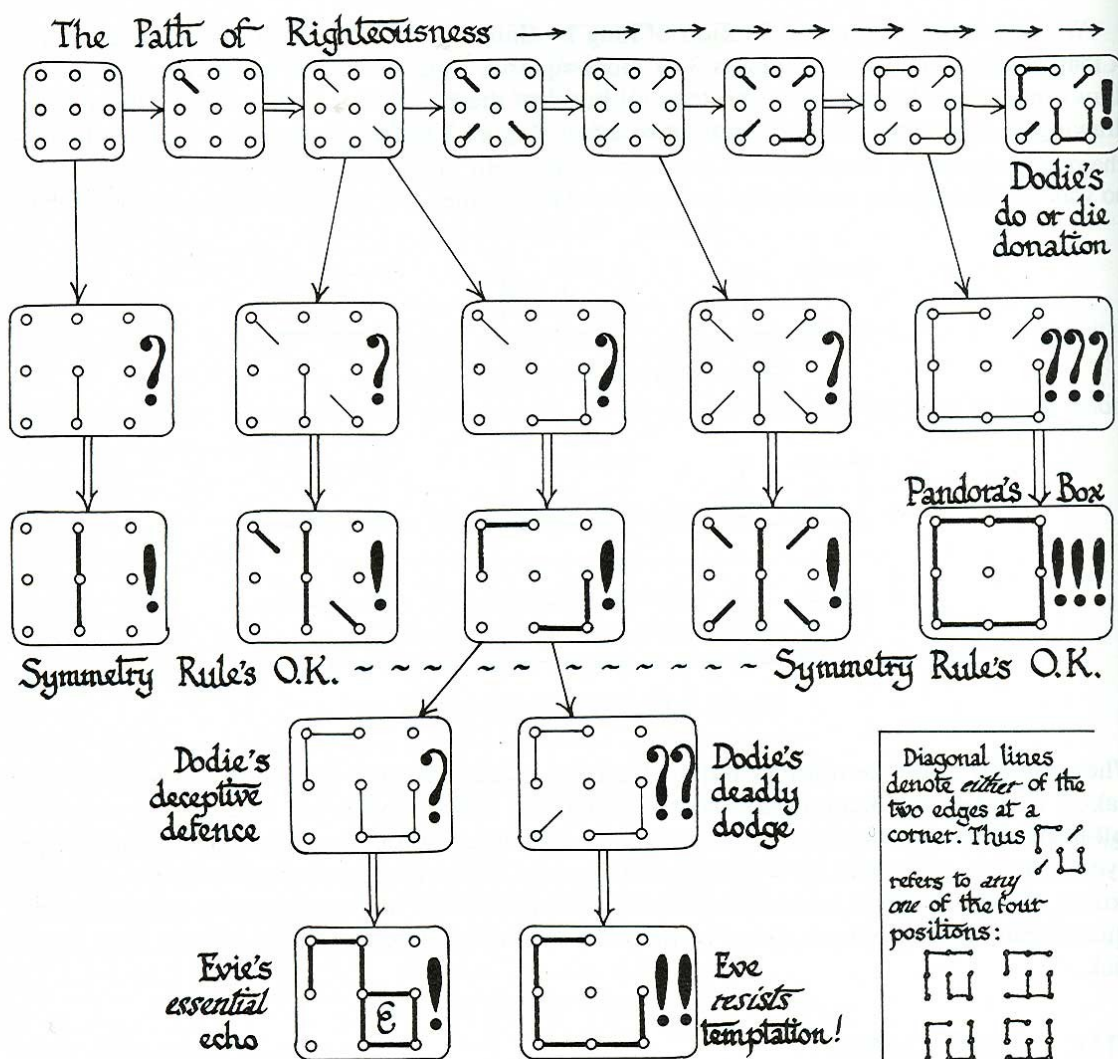 The Path of Righteousness
!
Dodie's
do or die
donation
?
?
?
?
???
Pandora's Box
!
!
!
!
!!!
Symmetry Rule's O.K. ~ ~ ~ ~ ~ ~ ~ ~ ~ ~ Symmetry Rule's O.K.
Dodie's
deceptive
defence
?
??
Dodie's
deadly
dodge
Evie's
essential
echo
Ɛ
!
!!
Eve
resists
temptation!
Diagonal lines
denote either of the
two edges at a
corner. Thus
refers to any
one of the four
positions: